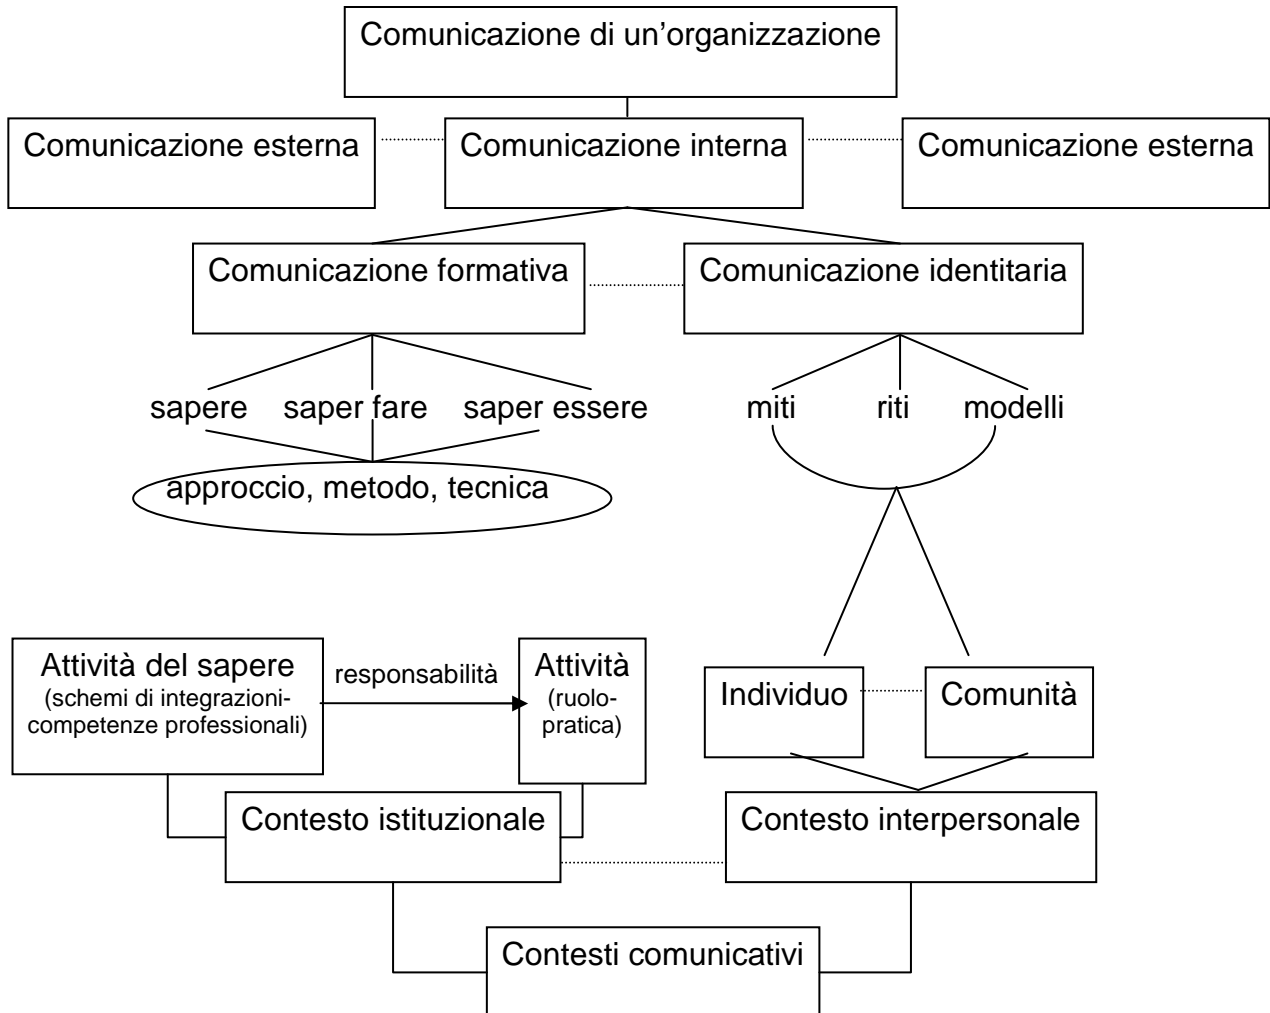 Comunicazione di un’organizzazione
Comunicazione esterna
Comunicazione interna
Comunicazione esterna
Comunicazione formativa
Comunicazione identitaria
sapere
saper fare
saper essere
miti
riti
modelli
approccio, metodo, tecnica
Attività del sapere
(schemi di integrazioni-
competenze professionali)
responsabilità
Attività
(ruolo-
pratica)
Individuo
Comunità
Contesto istituzionale
Contesto interpersonale
Contesti comunicativi